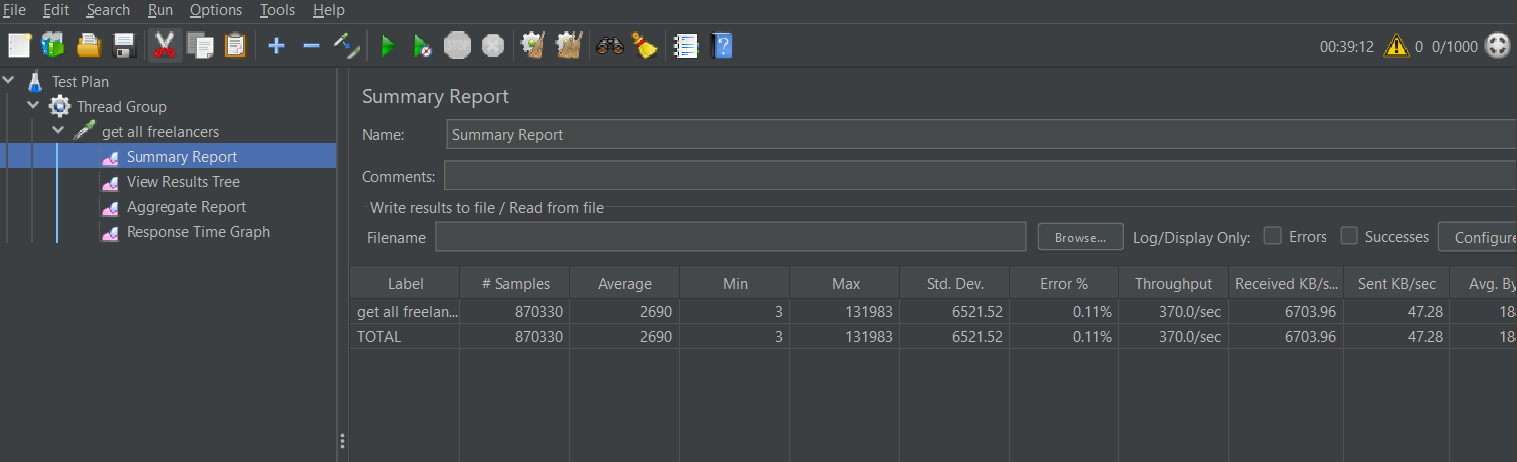 File Edit Search Run Options Tools Help
STOP
00:39:12 0 0/1000
Test Plan
Thread Group
get all freelancers
Summary Report
View Results Tree
Aggregate Report
Response Time Graph
Summary Report
Name: Summary Report
Comments:
Write results to file / Read from file
Filename Browse... Log/Display Only: Errors Successes Configure
Label # Samples Average Min Max Std. Dev. Error % Throughput Received KB/s... Sent KB/sec Avg. By
get all freelan... 870330 2690 3 131983 6521.52 0.11% 370.0/sec 6703.96 47.28 18
TOTAL 870330 2690 3 131983 6521.52 0.11% 370.0/sec 6703.96 47.28 18